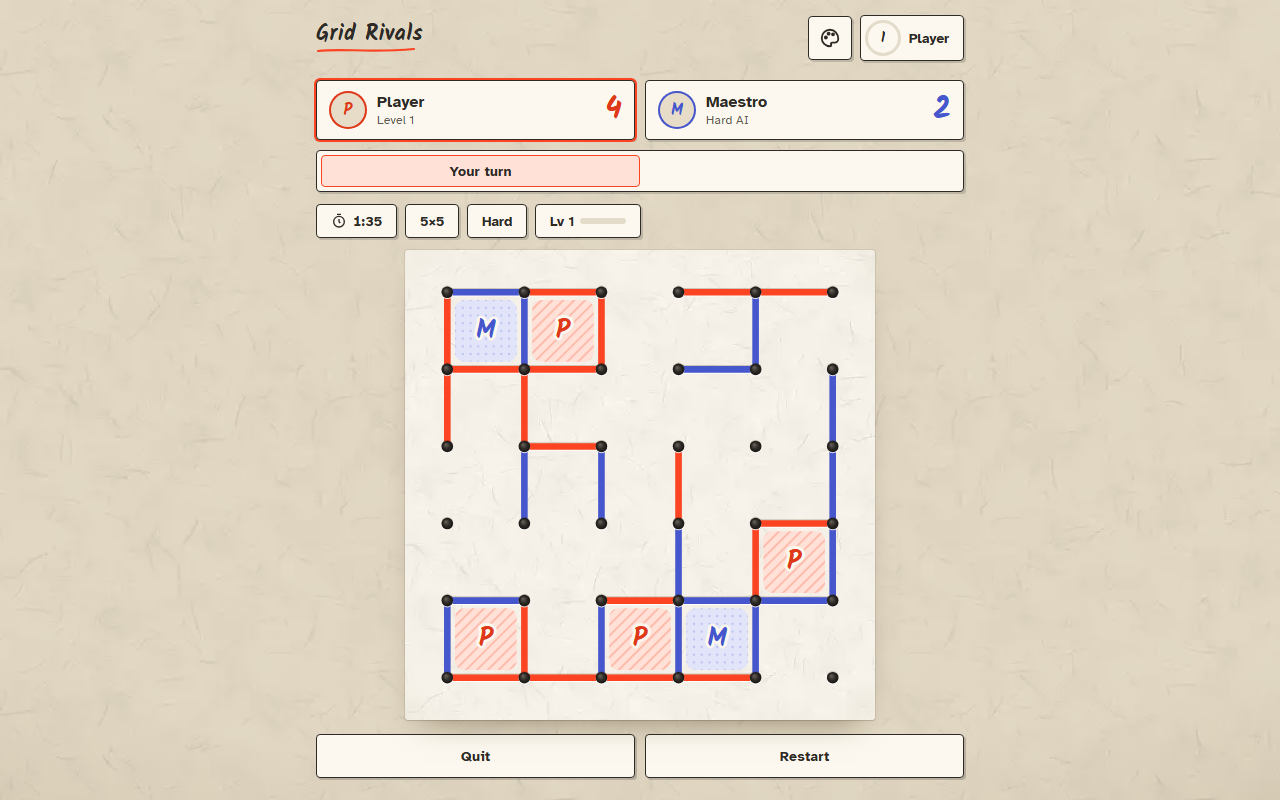 Grid Rivals
1 Player
P Player 4
Level 1
M Maestro 2
Hard AI
Your turn
1:35 5×5 Hard Lv 1
M P
P
P P M
Quit Restart